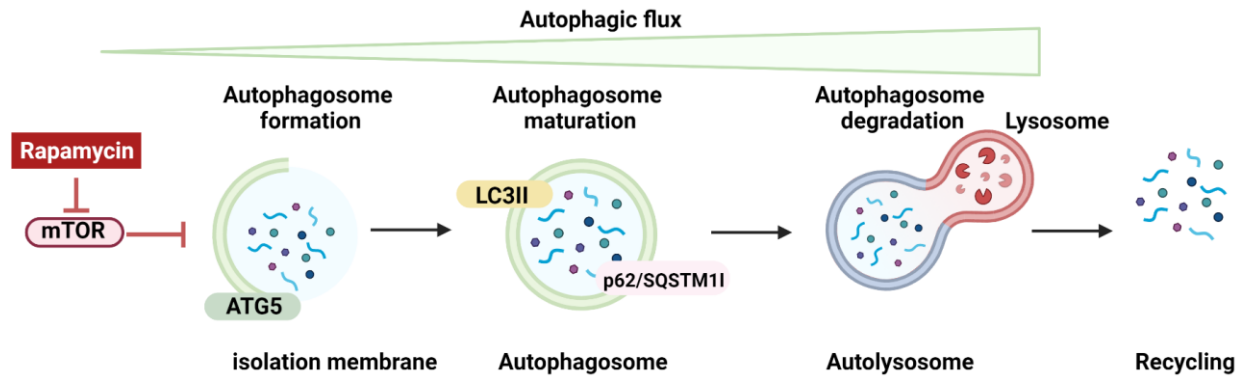 Autophagic flux
Autophagosome
formation
Autophagosome
maturation
Autophagosome
degradation
Lysosome
Rapamycin
mTOR
LC3II
p62/SQSTM1I
ATG5
isolation membrane
Autophagosome
Autolysosome
Recycling